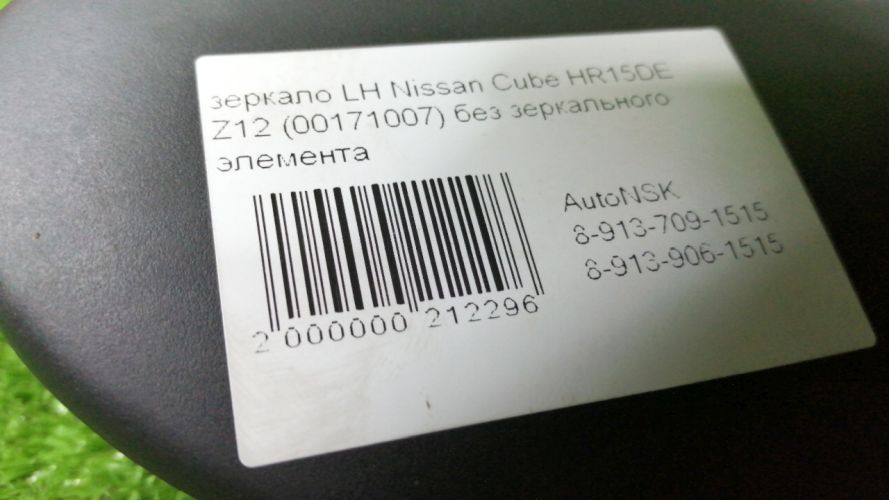 зеркало LH Nissan Cube HR15DE
Z12 (00171007) без зеркального
элемента
AutoNSK
8-913-709-1515
8-913-906-1515
2 000000 212296